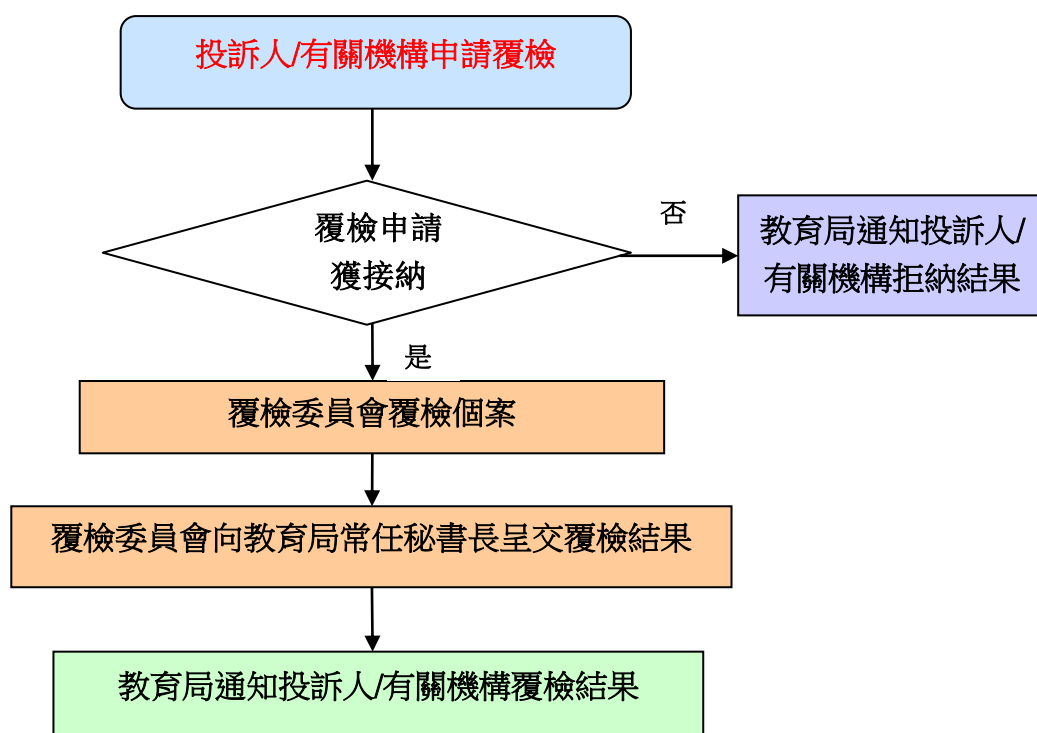 投訴人/有關機構申請覆檢
覆檢申請
獲接納
否
教育局通知投訴人/
有關機構拒納結果
是
覆檢委員會覆檢個案
覆檢委員會向教育局常任秘書長呈交覆檢結果
教育局通知投訴人/有關機構覆檢結果